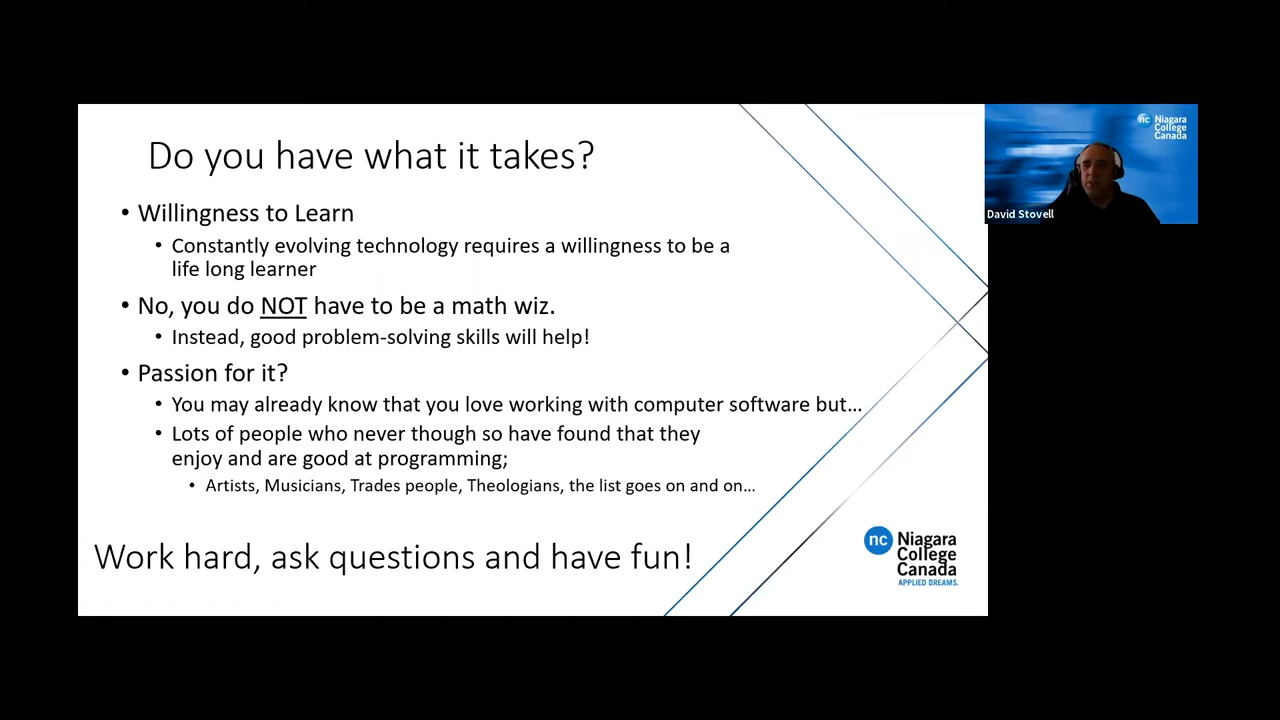 Do you have what it takes?
• Willingness to Learn
• Constantly evolving technology requires a willingness to be a
life long learner
• No, you do NOT have to be a math wiz.
• Instead, good problem-solving skills will help!
• Passion for it?
• You may already know that you love working with computer software but...
• Lots of people who never though so have found that they
enjoy and are good at programming;
• Artists, Musicians, Trades people, Theologians, the list goes on and on...
Work hard, ask questions and have fun!
nc Niagara
College
Canada
APPLIED DREAMS.
nc Niagara
College
Canada
David Stovell